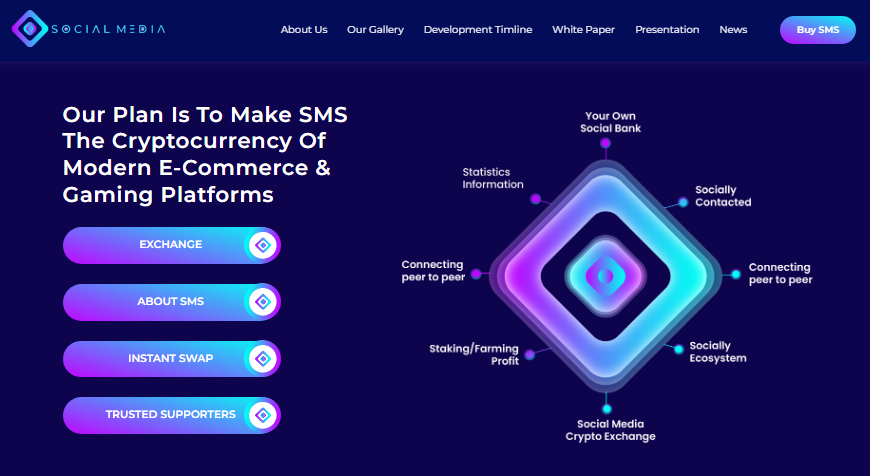 SOCIAL MEDIA
About Us
Our Gallery
Development Timline
White Paper
Presentation
News
Buy SMS
Our Plan Is To Make SMS
The Cryptocurrency Of
Modern E-Commerce &
Gaming Platforms
EXCHANGE
ABOUT SMS
INSTANT SWAP
TRUSTED SUPPORTERS
Your Own
Social Bank
Statistics
Information
Socially
Contacted
Connecting
peer to peer
Connecting
peer to peer
Staking/Farming
Profit
Socially
Ecosystem
Social Media
Crypto Exchange